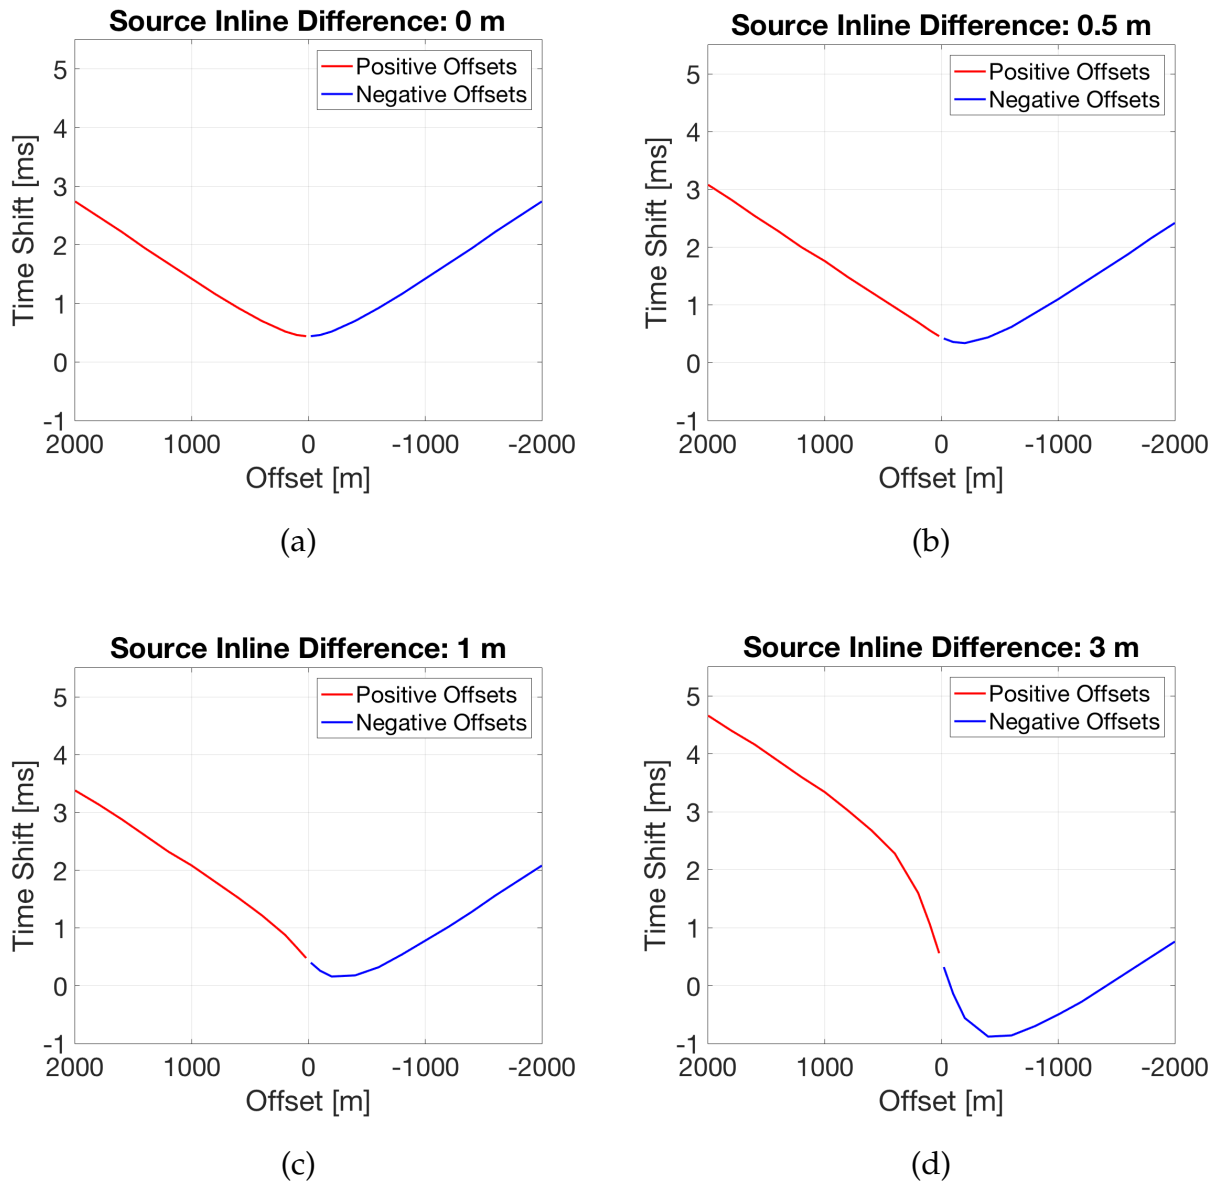 Source Inline Difference: 0 m
Positive Offsets
Negative Offsets
Time Shift [ms]
5
4
3
2
1
0
-1
2000 1000 0 -1000 -2000
Offset [m]
(a)
Source Inline Difference: 0.5 m
Positive Offsets
Negative Offsets
Time Shift [ms]
5
4
3
2
1
0
-1
2000 1000 0 -1000 -2000
Offset [m]
(b)
Source Inline Difference: 1 m
Positive Offsets
Negative Offsets
Time Shift [ms]
5
4
3
2
1
0
-1
2000 1000 0 -1000 -2000
Offset [m]
(c)
Source Inline Difference: 3 m
Positive Offsets
Negative Offsets
Time Shift [ms]
5
4
3
2
1
0
-1
2000 1000 0 -1000 -2000
Offset [m]
(d)